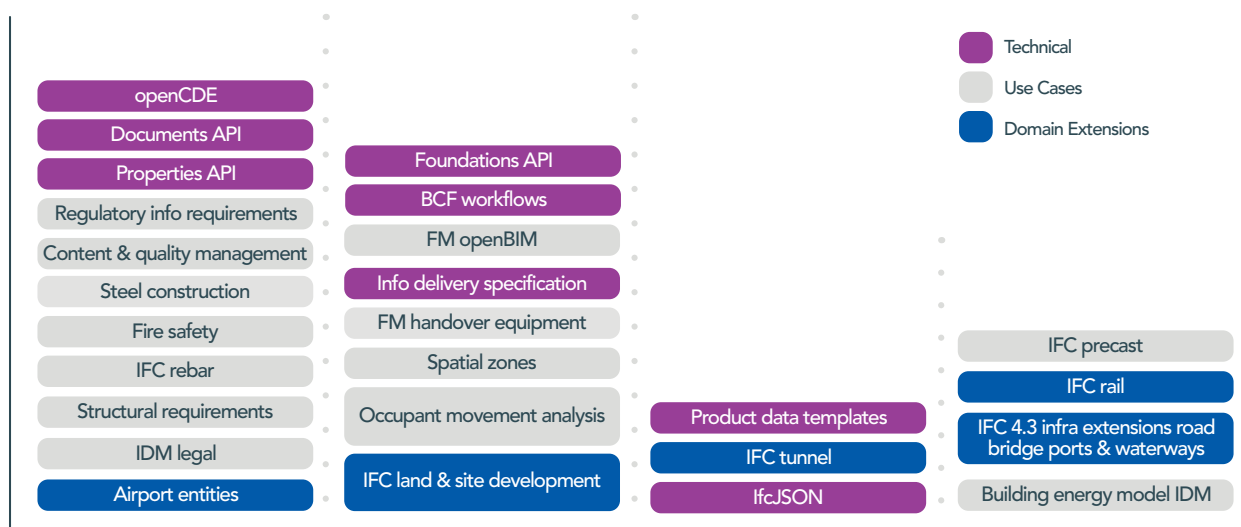 openCDE
Documents API
Properties API
Regulatory info requirements
Content & quality management
Steel construction
Fire safety
IFC rebar
Structural requirements
IDM legal
Airport entities
Foundations API
BCF workflows
FM openBIM
Info delivery specification
FM handover equipment
Spatial zones
Occupant movement analysis
IFC land & site development
Product data templates
IFC tunnel
IfcJSON
Technical
Use Cases
Domain Extensions
IFC precast
IFC rail
IFC 4.3 infra extensions road
bridge ports & waterways
Building energy model IDM